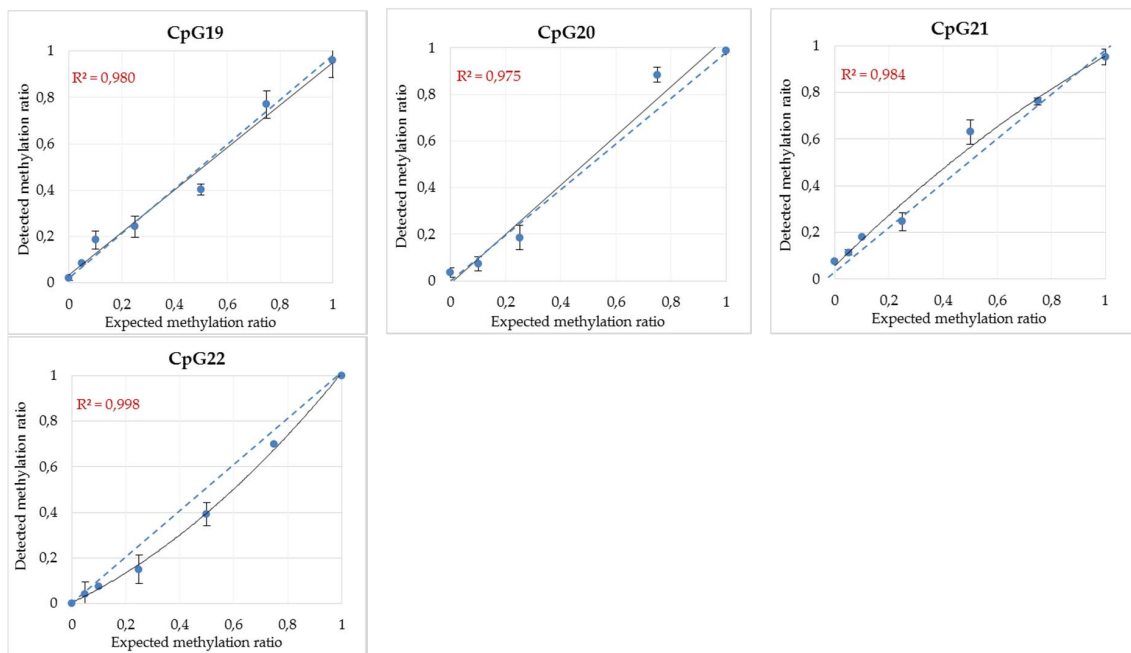 CpG19
R² = 0,980
Detected methylation ratio
1
0,8
0,6
0,4
0,2
0
0 0,2 0,4 0,6 0,8 1
Expected methylation ratio
CpG20
R² = 0,975
Detected metylation ratio
1
0,8
0,6
0,4
0,2
0
0 0,2 0,4 0,6 0,8 1
Expected methylation ratio
CpG21
R² = 0,984
Detected methylation raito
1
0,8
0,6
0,4
0,2
0
0 0,2 0,4 0,6 0,8 1
Expected methylation ratio
CpG22
R² = 0,998
Detected methylation ratio
1
0,8
0,6
0,4
0,2
0
0 0,2 0,4 0,6 0,8 1
Expected methylation ratio